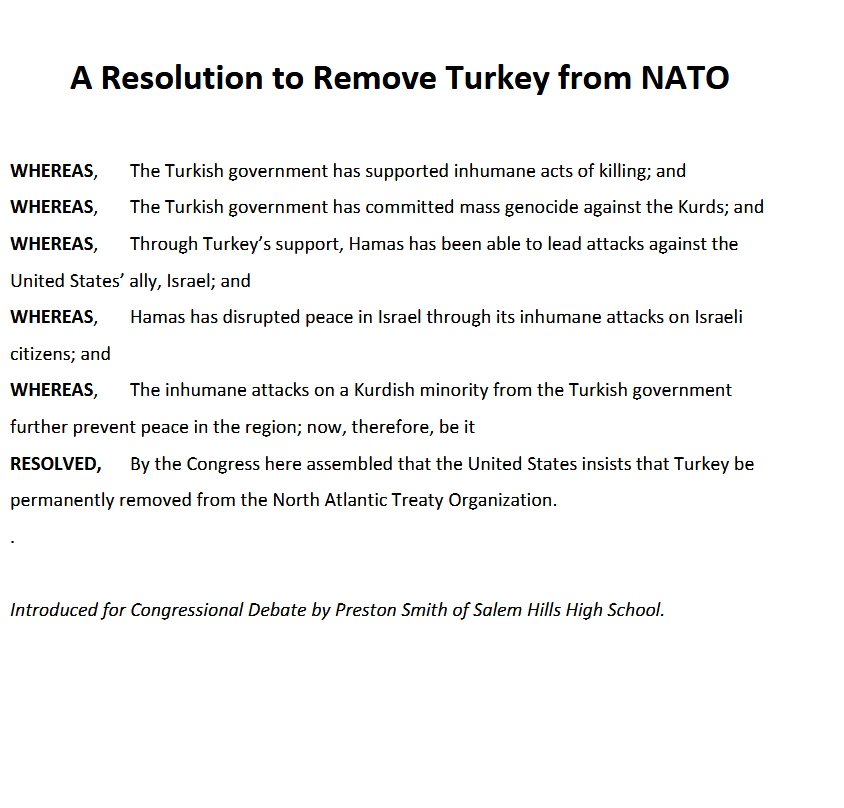 A Resolution to Remove Turkey from NATO
WHEREAS, The Turkish government has supported inhumane acts of killing; and
WHEREAS, The Turkish government has committed mass genocide against the Kurds; and
WHEREAS, Through Turkey’s support, Hamas has been able to lead attacks against the
United States’ ally, Israel; and
WHEREAS, Hamas has disrupted peace in Israel through its inhumane attacks on Israeli
citizens; and
WHEREAS, The inhumane attacks on a Kurdish minority from the Turkish government
further prevent peace in the region; now, therefore, be it
RESOLVED, By the Congress here assembled that the United States insists that Turkey be
permanently removed from the North Atlantic Treaty Organization.
.
Introduced for Congressional Debate by Preston Smith of Salem Hills High School.